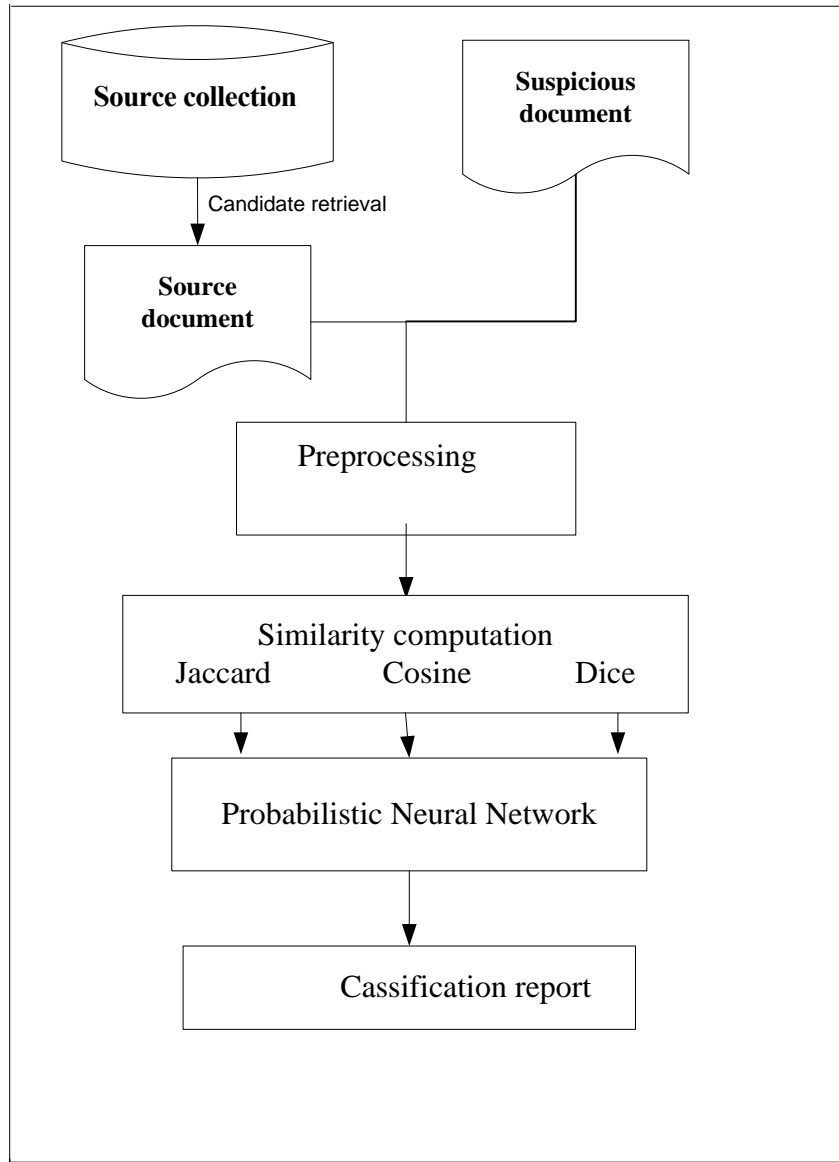 Source collection
Suspicious
document
Candidate retrieval
Source
document
Preprocessing
Similarity computation
Jaccard Cosine Dice
Probabilistic Neural Network
Cassification report